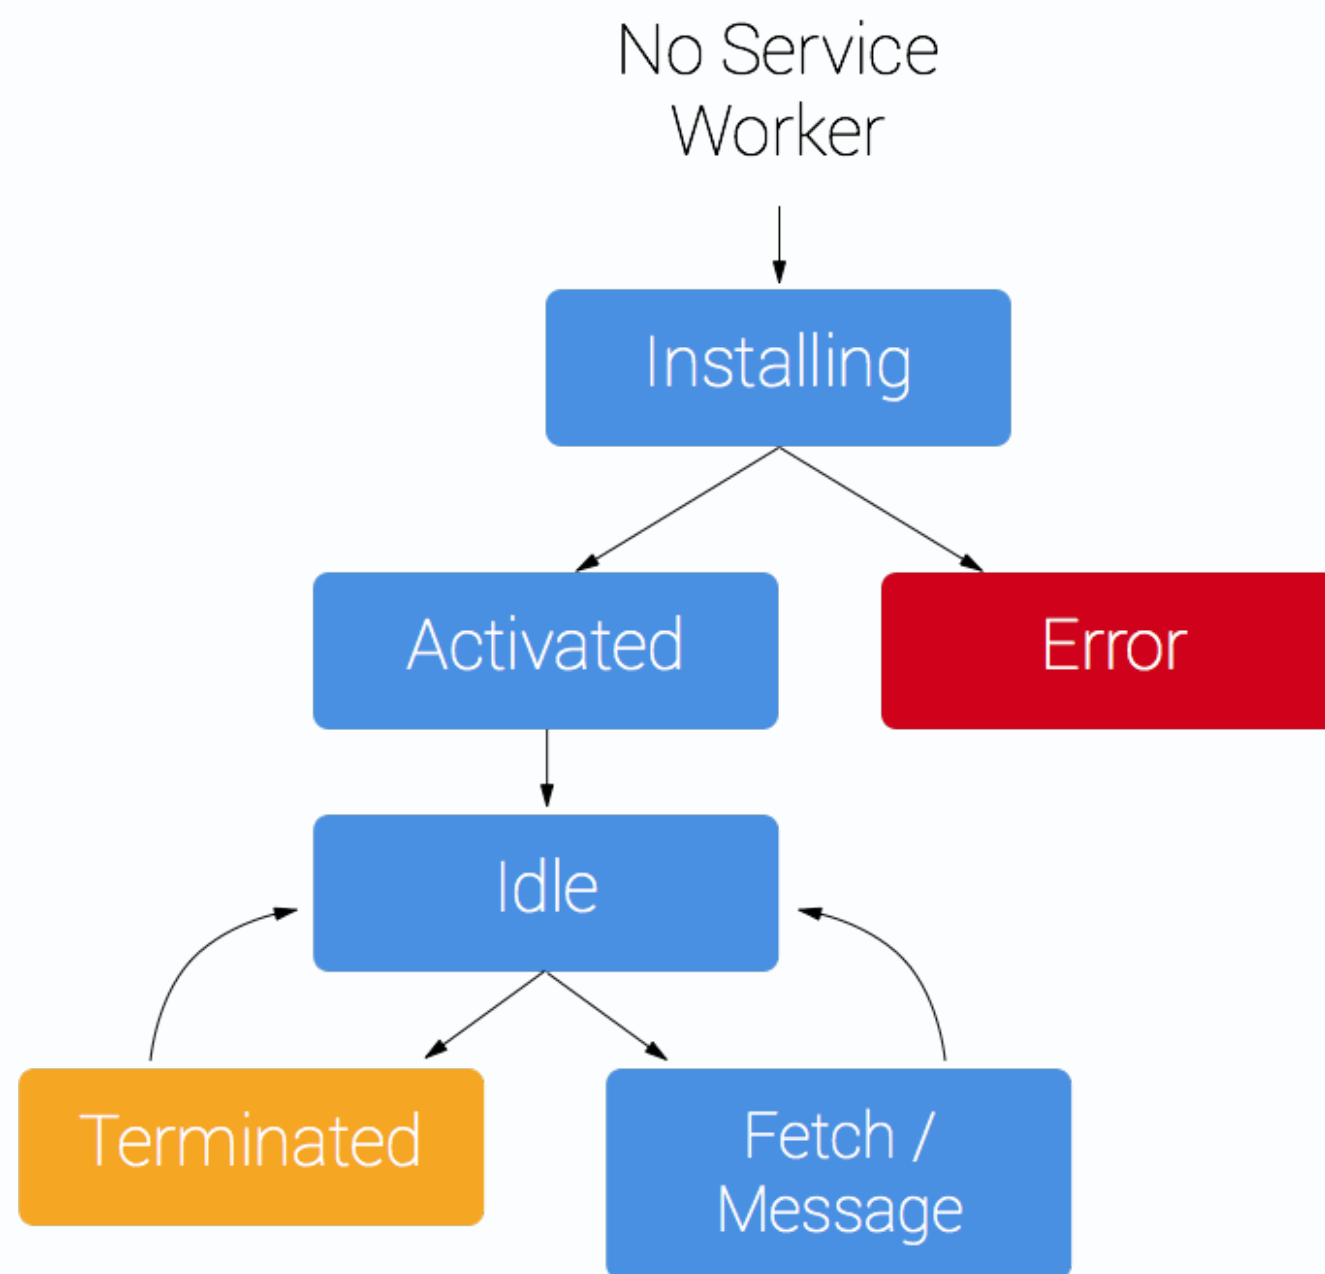 No Service
Worker
Installing
Activated
Error
Idle
Terminated
Fetch /
Message